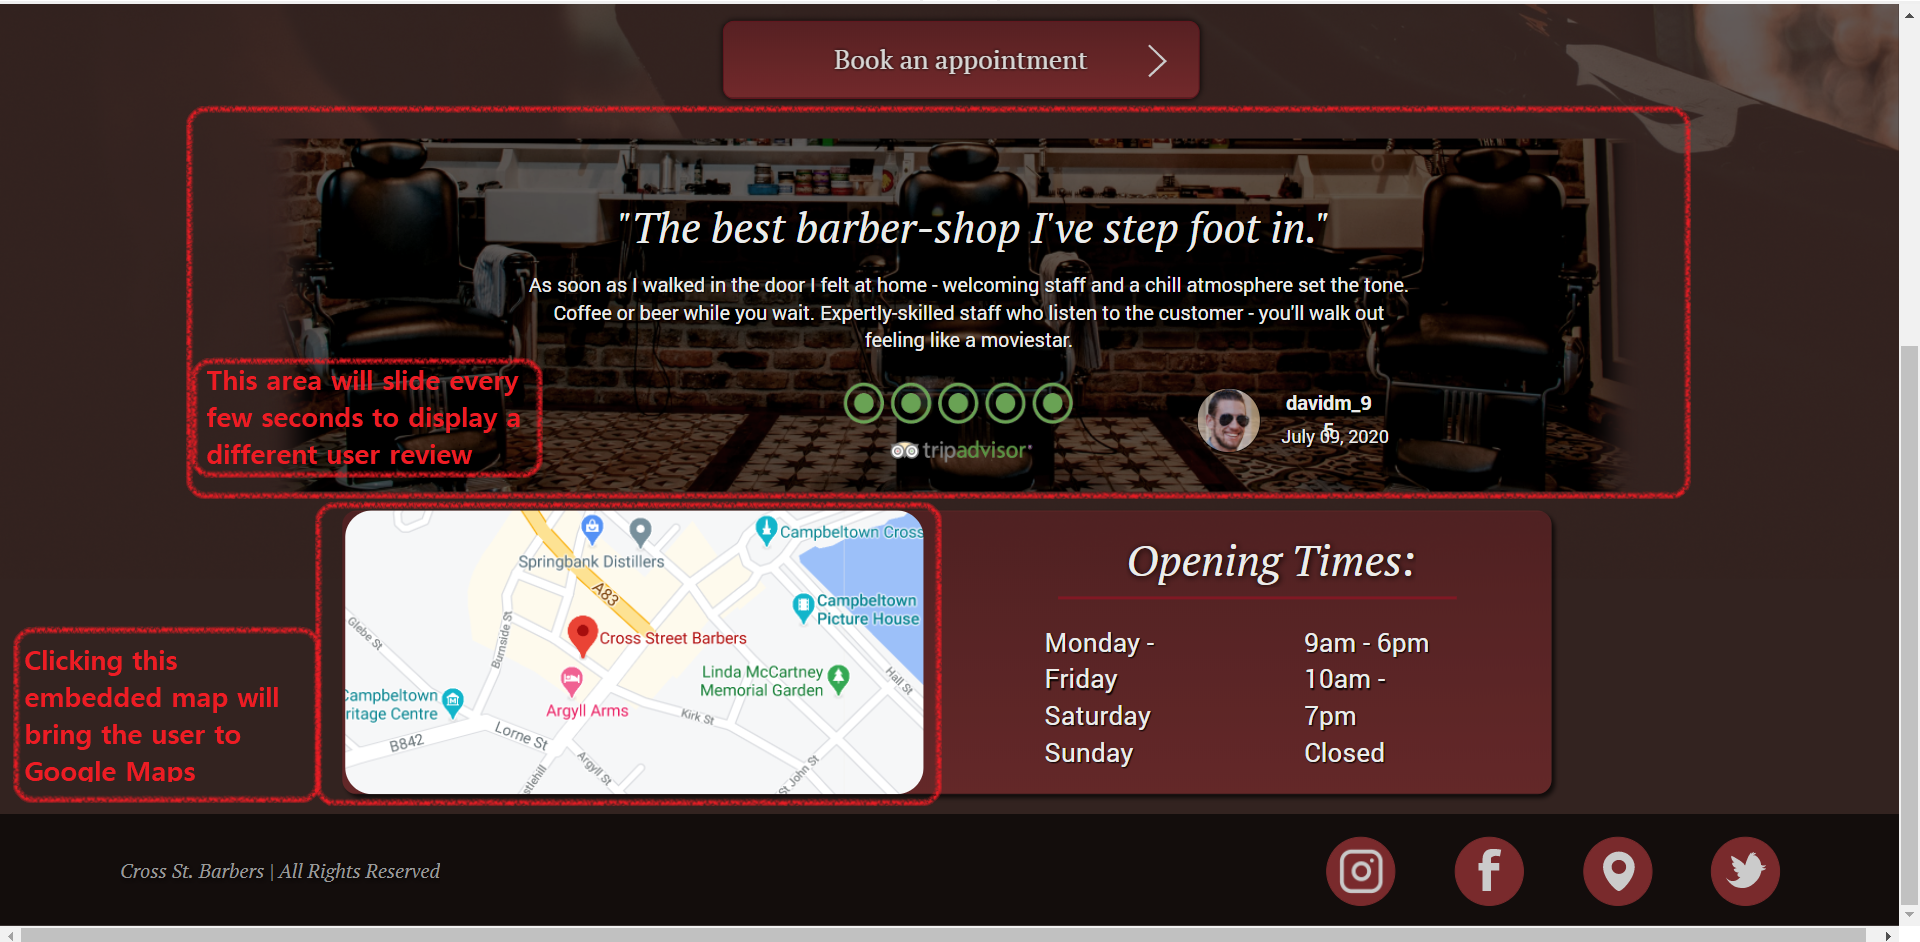 Book an appointment
"The best barber-shop I've step foot in."
As soon as I walked in the door I felt at home - welcoming staff and a chill atmosphere set the tone.
Coffee or beer while you wait. Expertly-skilled staff who listen to the customer - you'll walk out
feeling like a moviestar.
This area will slide every
few seconds to display a
different user review
tripadvisor
davidm_9
5
July 09, 2020
Clicking this
embedded map will
bring the user to
Google Maps
Campbeltown Cross
Springbank Distillers
A83
Campbeltown
Picture House
Glebe St
Burnside St
Cross Street Barbers
Linda McCartney
Memorial Garden
Hall St
Campbeltown
ritage Centre
Argyll Arms
Kirk St
B842
Lorne St
Argyll St
stlehill
St John St
Opening Times:
Monday -
Friday
Saturday
Sunday
9am - 6pm
10am -
7pm
Closed
Cross St. Barbers | All Rights Reserved